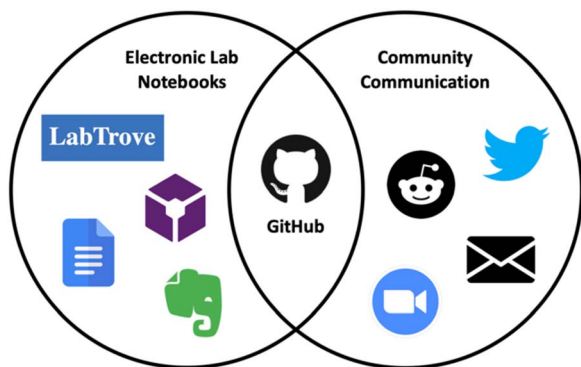 Electronic Lab
Notebooks
Community
Communication
LabTrove
GitHub